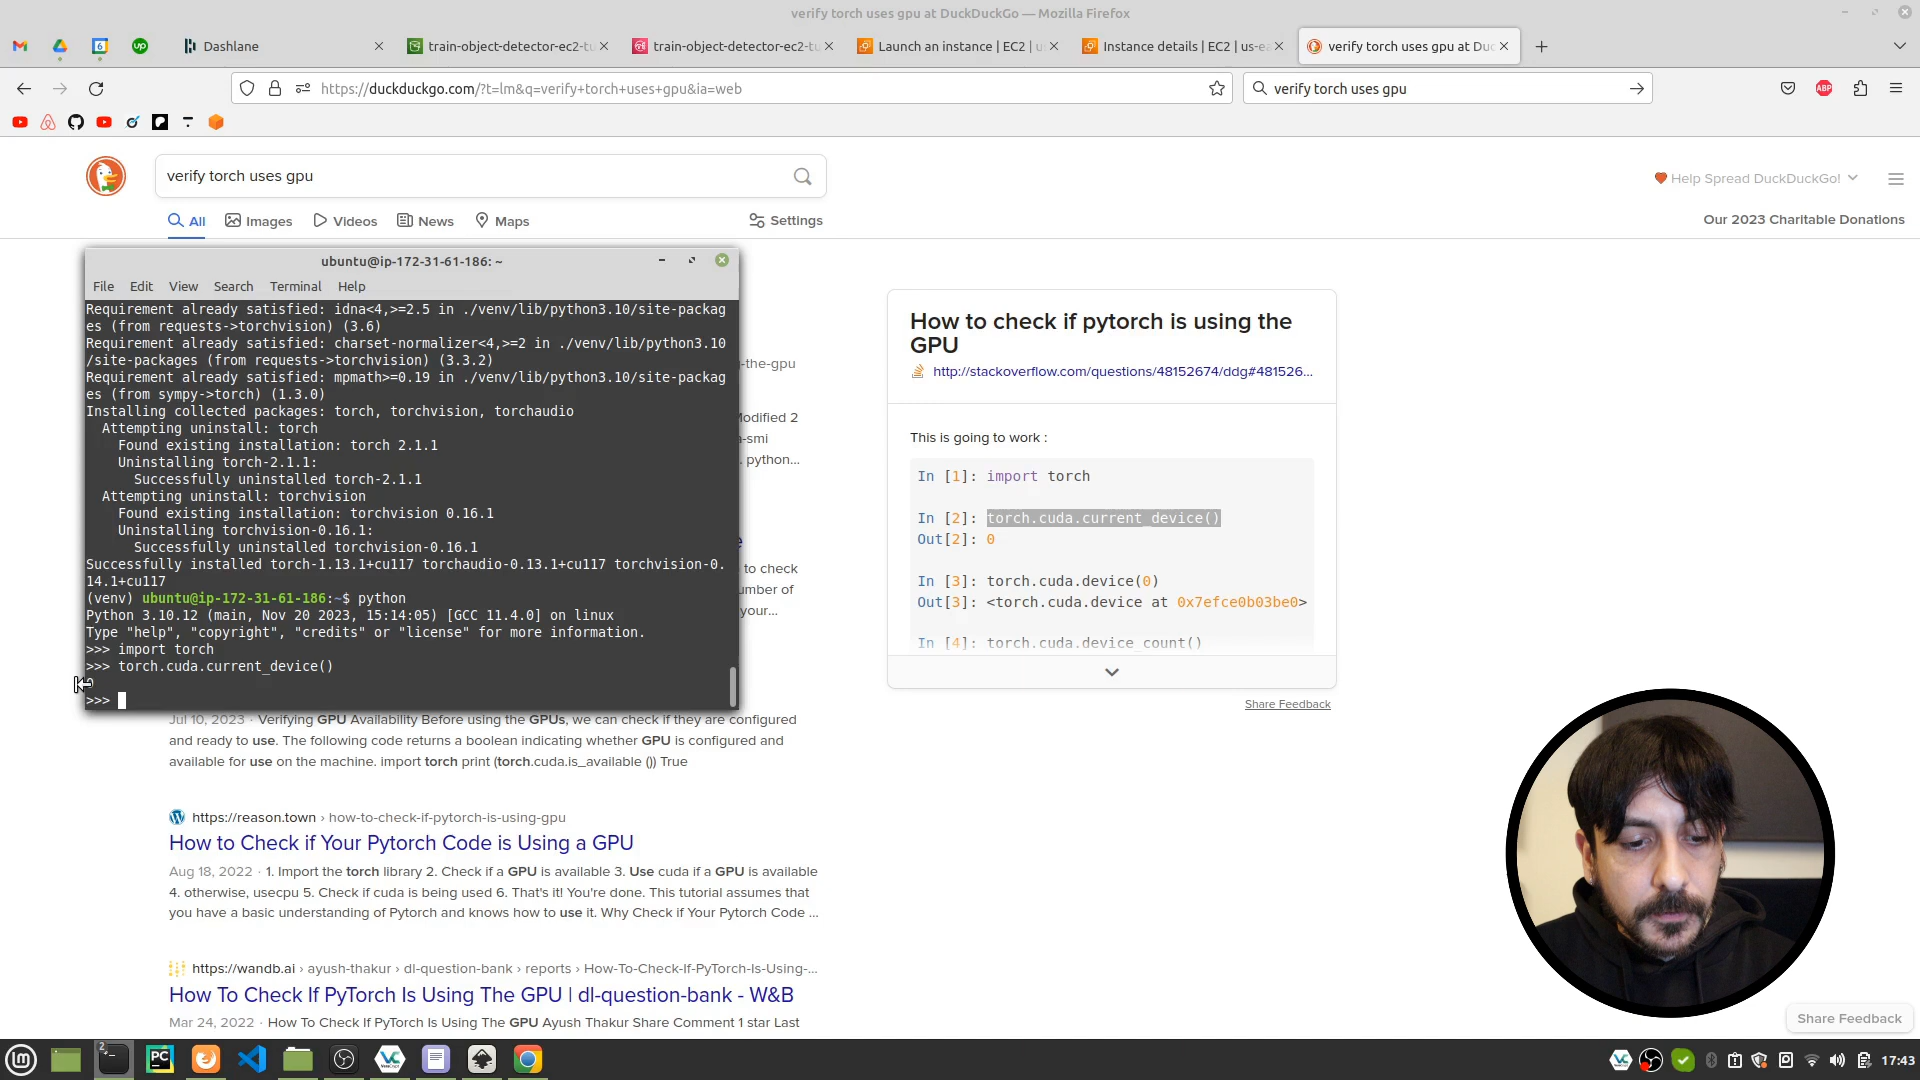 verify torch uses gpu at DuckDuckGo — Mozilla Firefox
Dashlane
train-object-detector-ec2-tu
train-object-detector-ec2-tu
Launch an instance | EC2 | u
Instance details | EC2 | us-ea
verify torch uses gpu at Duc
https://duckduckgo.com/?t=lm&q=verify+torch+uses+gpu&ia=web
verify torch uses gpu
ABP
verify torch uses gpu
Help Spread DuckDuckGo!
All
Images
Videos
News
Maps
Settings
Our 2023 Charitable Donations
ubuntu@ip-172-31-61-186: ~
File Edit View Search Terminal Help
Requirement already satisfied: idna<4,>=2.5 in ./venv/lib/python3.10/site-packag
es (from requests->torchvision) (3.6)
Requirement already satisfied: charset-normalizer<4,>=2 in ./venv/lib/python3.10
/site-packages (from requests->torchvision) (3.3.2)
Requirement already satisfied: mpmath>=0.19 in ./venv/lib/python3.10/site-packag
es (from sympy->torch) (1.3.0)
Installing collected packages: torch, torchvision, torchaudio
Attempting uninstall: torch
Found existing installation: torch 2.1.1
Uninstalling torch-2.1.1:
Successfully uninstalled torch-2.1.1
Attempting uninstall: torchvision
Found existing installation: torchvision 0.16.1
Uninstalling torchvision-0.16.1:
Successfully uninstalled torchvision-0.16.1
Successfully installed torch-1.13.1+cu117 torchaudio-0.13.1+cu117 torchvision-0.
14.1+cu117
(venv) ubuntu@ip-172-31-61-186:~$ python
Python 3.10.12 (main, Nov 20 2023, 15:14:05) [GCC 11.4.0] on linux
Type "help", "copyright", "credits" or "license" for more information.
>>> import torch
>>> torch.cuda.current_device()
>>>
-the-gpu
Modified 2
-smi
python...
to check
umber of
your...
Jul 10, 2023 · Verifying GPU Availability Before using the GPUs, we can check if they are configured
and ready to use. The following code returns a boolean indicating whether GPU is configured and
available for use on the machine. import torch print (torch.cuda.is_available ()) True
https://reason.town › how-to-check-if-pytorch-is-using-gpu
How to Check if Your Pytorch Code is Using a GPU
Aug 18, 2022 · 1. Import the torch library 2. Check if a GPU is available 3. Use cuda if a GPU is available
4. otherwise, usecpu 5. Check if cuda is being used 6. That's it! You're done. This tutorial assumes that
you have a basic understanding of Pytorch and knows how to use it. Why Check if Your Pytorch Code ...
https://wandb.ai › ayush-thakur › dl-question-bank › reports › How-To-Check-If-PyTorch-Is-Using-...
How To Check If PyTorch Is Using The GPU | dl-question-bank - W&B
Mar 24, 2022 · How To Check If PyTorch Is Using The GPU Ayush Thakur Share Comment 1 star Last
How to check if pytorch is using the
GPU
http://stackoverflow.com/questions/48152674/ddg#481526...
This is going to work :
In [1]: import torch
In [2]: torch.cuda.current_device()
Out[2]: 0
In [3]: torch.cuda.device(0)
Out[3]: <torch.cuda.device at 0x7efce0b03be0>
In [4]: torch.cuda.device_count()
Share Feedback
Share Feedback
17:43